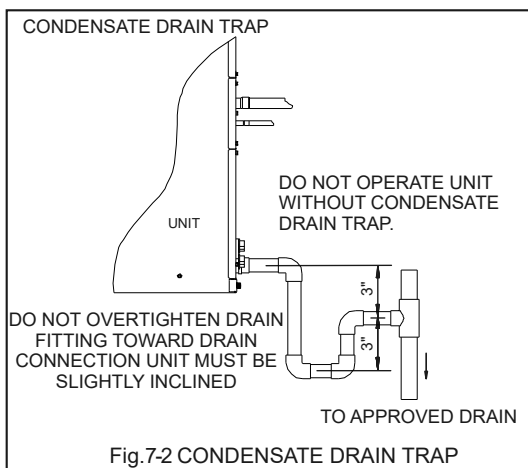 CONDENSATE DRAIN TRAP
DO NOT OPERATE UNIT
WITHOUT CONDENSATE
DRAIN TRAP.
UNIT
3"
3"
DO NOT OVERTIGHTEN DRAIN
FITTING TOWARD DRAIN
CONNECTION UNIT MUST BE
SLIGHTLY INCLINED
TO APPROVED DRAIN
Fig.7-2 CONDENSATE DRAIN TRAP